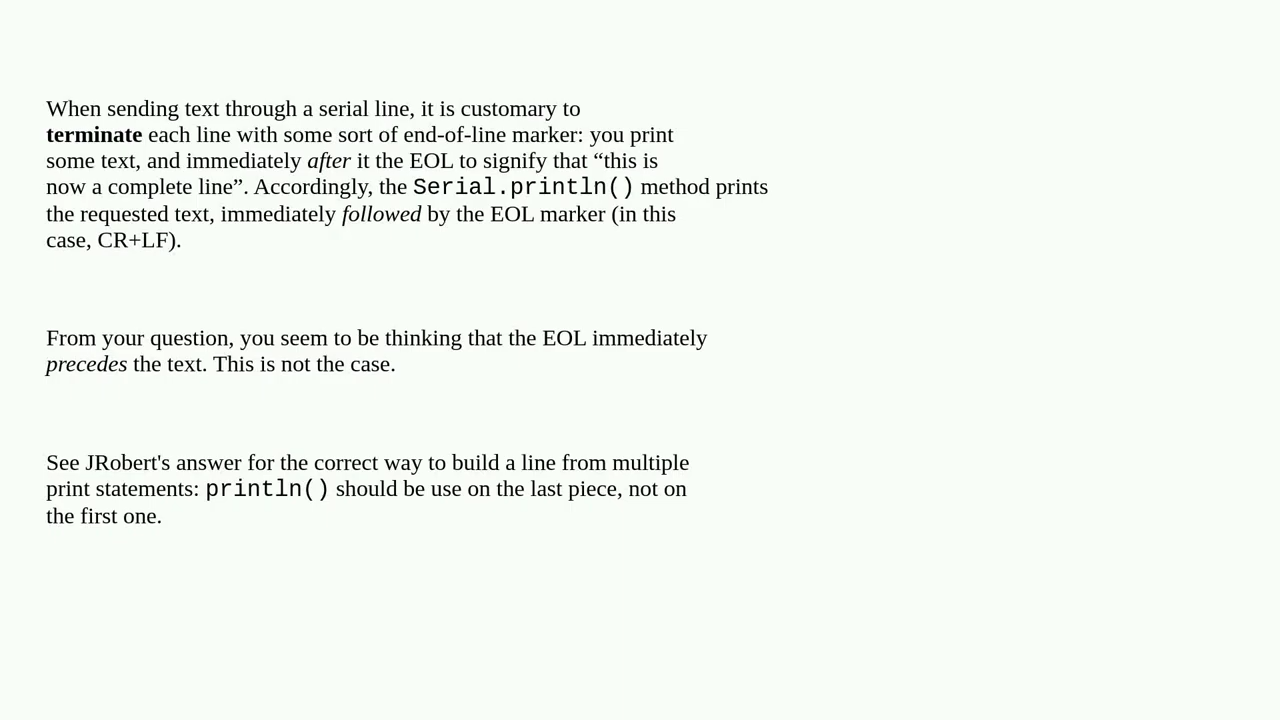 When sending text through a serial line, it is customary to
terminate each line with some sort of end-of-line marker: you print
some text, and immediately after it the EOL to signify that “this is
now a complete line”. Accordingly, the Serial.println() method prints
the requested text, immediately followed by the EOL marker (in this
case, CR+LF).
From your question, you seem to be thinking that the EOL immediately
precedes the text. This is not the case.
See JRobert's answer for the correct way to build a line from multiple
print statements: println() should be use on the last piece, not on
the first one.